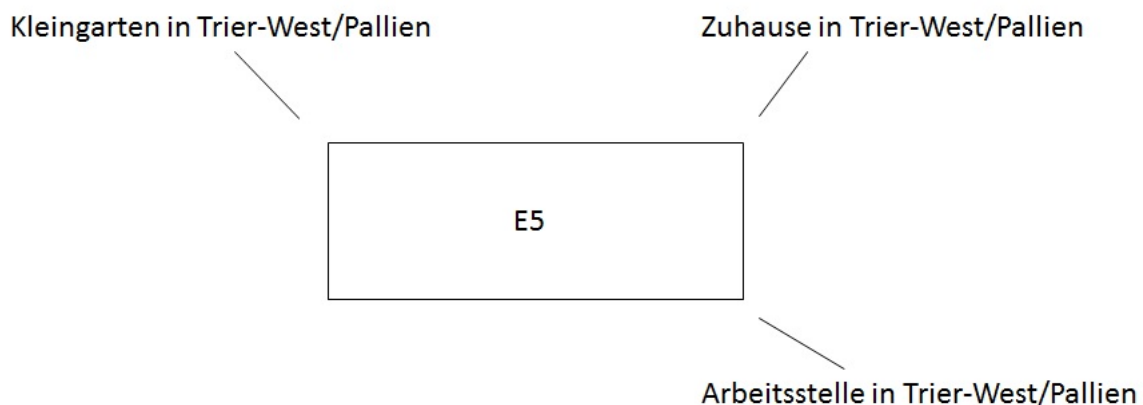 Kleingarten in Trier-West/Pallien
Zuhause in Trier-West/Pallien
E5
Arbeitsstelle in Trier-West/Pallien